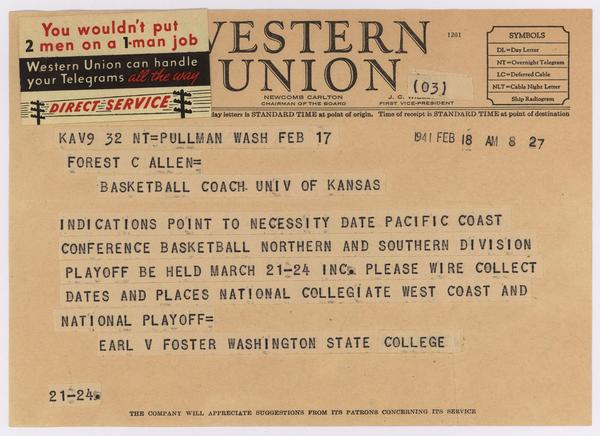 You wouldn't put
2 men on a 1-man job
Western Union can handle
your Telegrams all the way
DIRECT SERVICE
WESTERN
UNION
1201
(03)
NEWCOMB CARLTON
CHAIRMAN OF THE BOARD
J. C.
FIRST VICE-PRESIDENT
SYMBOLS
DL=Day Letter
NT=Overnight Telegram
LC=Deferred Cable
NLT=Cable Night Letter
Ship Radiogram
day letters is STANDARD TIME at point of origin. Time of receipt is STANDARD TIME at point of destination
KAV9 32 NT=PULLMAN WASH FEB 17
1941 FEB 18 AM 8 27
FOREST C ALLEN=
BASKETBALL COACH UNIV OF KANSAS
INDICATIONS POINT TO NECESSITY DATE PACIFIC COAST
CONFERENCE BASKETBALL NORTHERN AND SOUTHERN DIVISION
PLAYOFF BE HELD MARCH 21-24 INC. PLEASE WIRE COLLECT
DATES AND PLACES NATIONAL COLLEGIATE WEST COAST AND
NATIONAL PLAYOFF=
EARL V FOSTER WASHINGTON STATE COLLEGE
21-24.
THE COMPANY WILL APPRECIATE SUGGESTIONS FROM ITS PATRONS CONCERNING ITS SERVICE